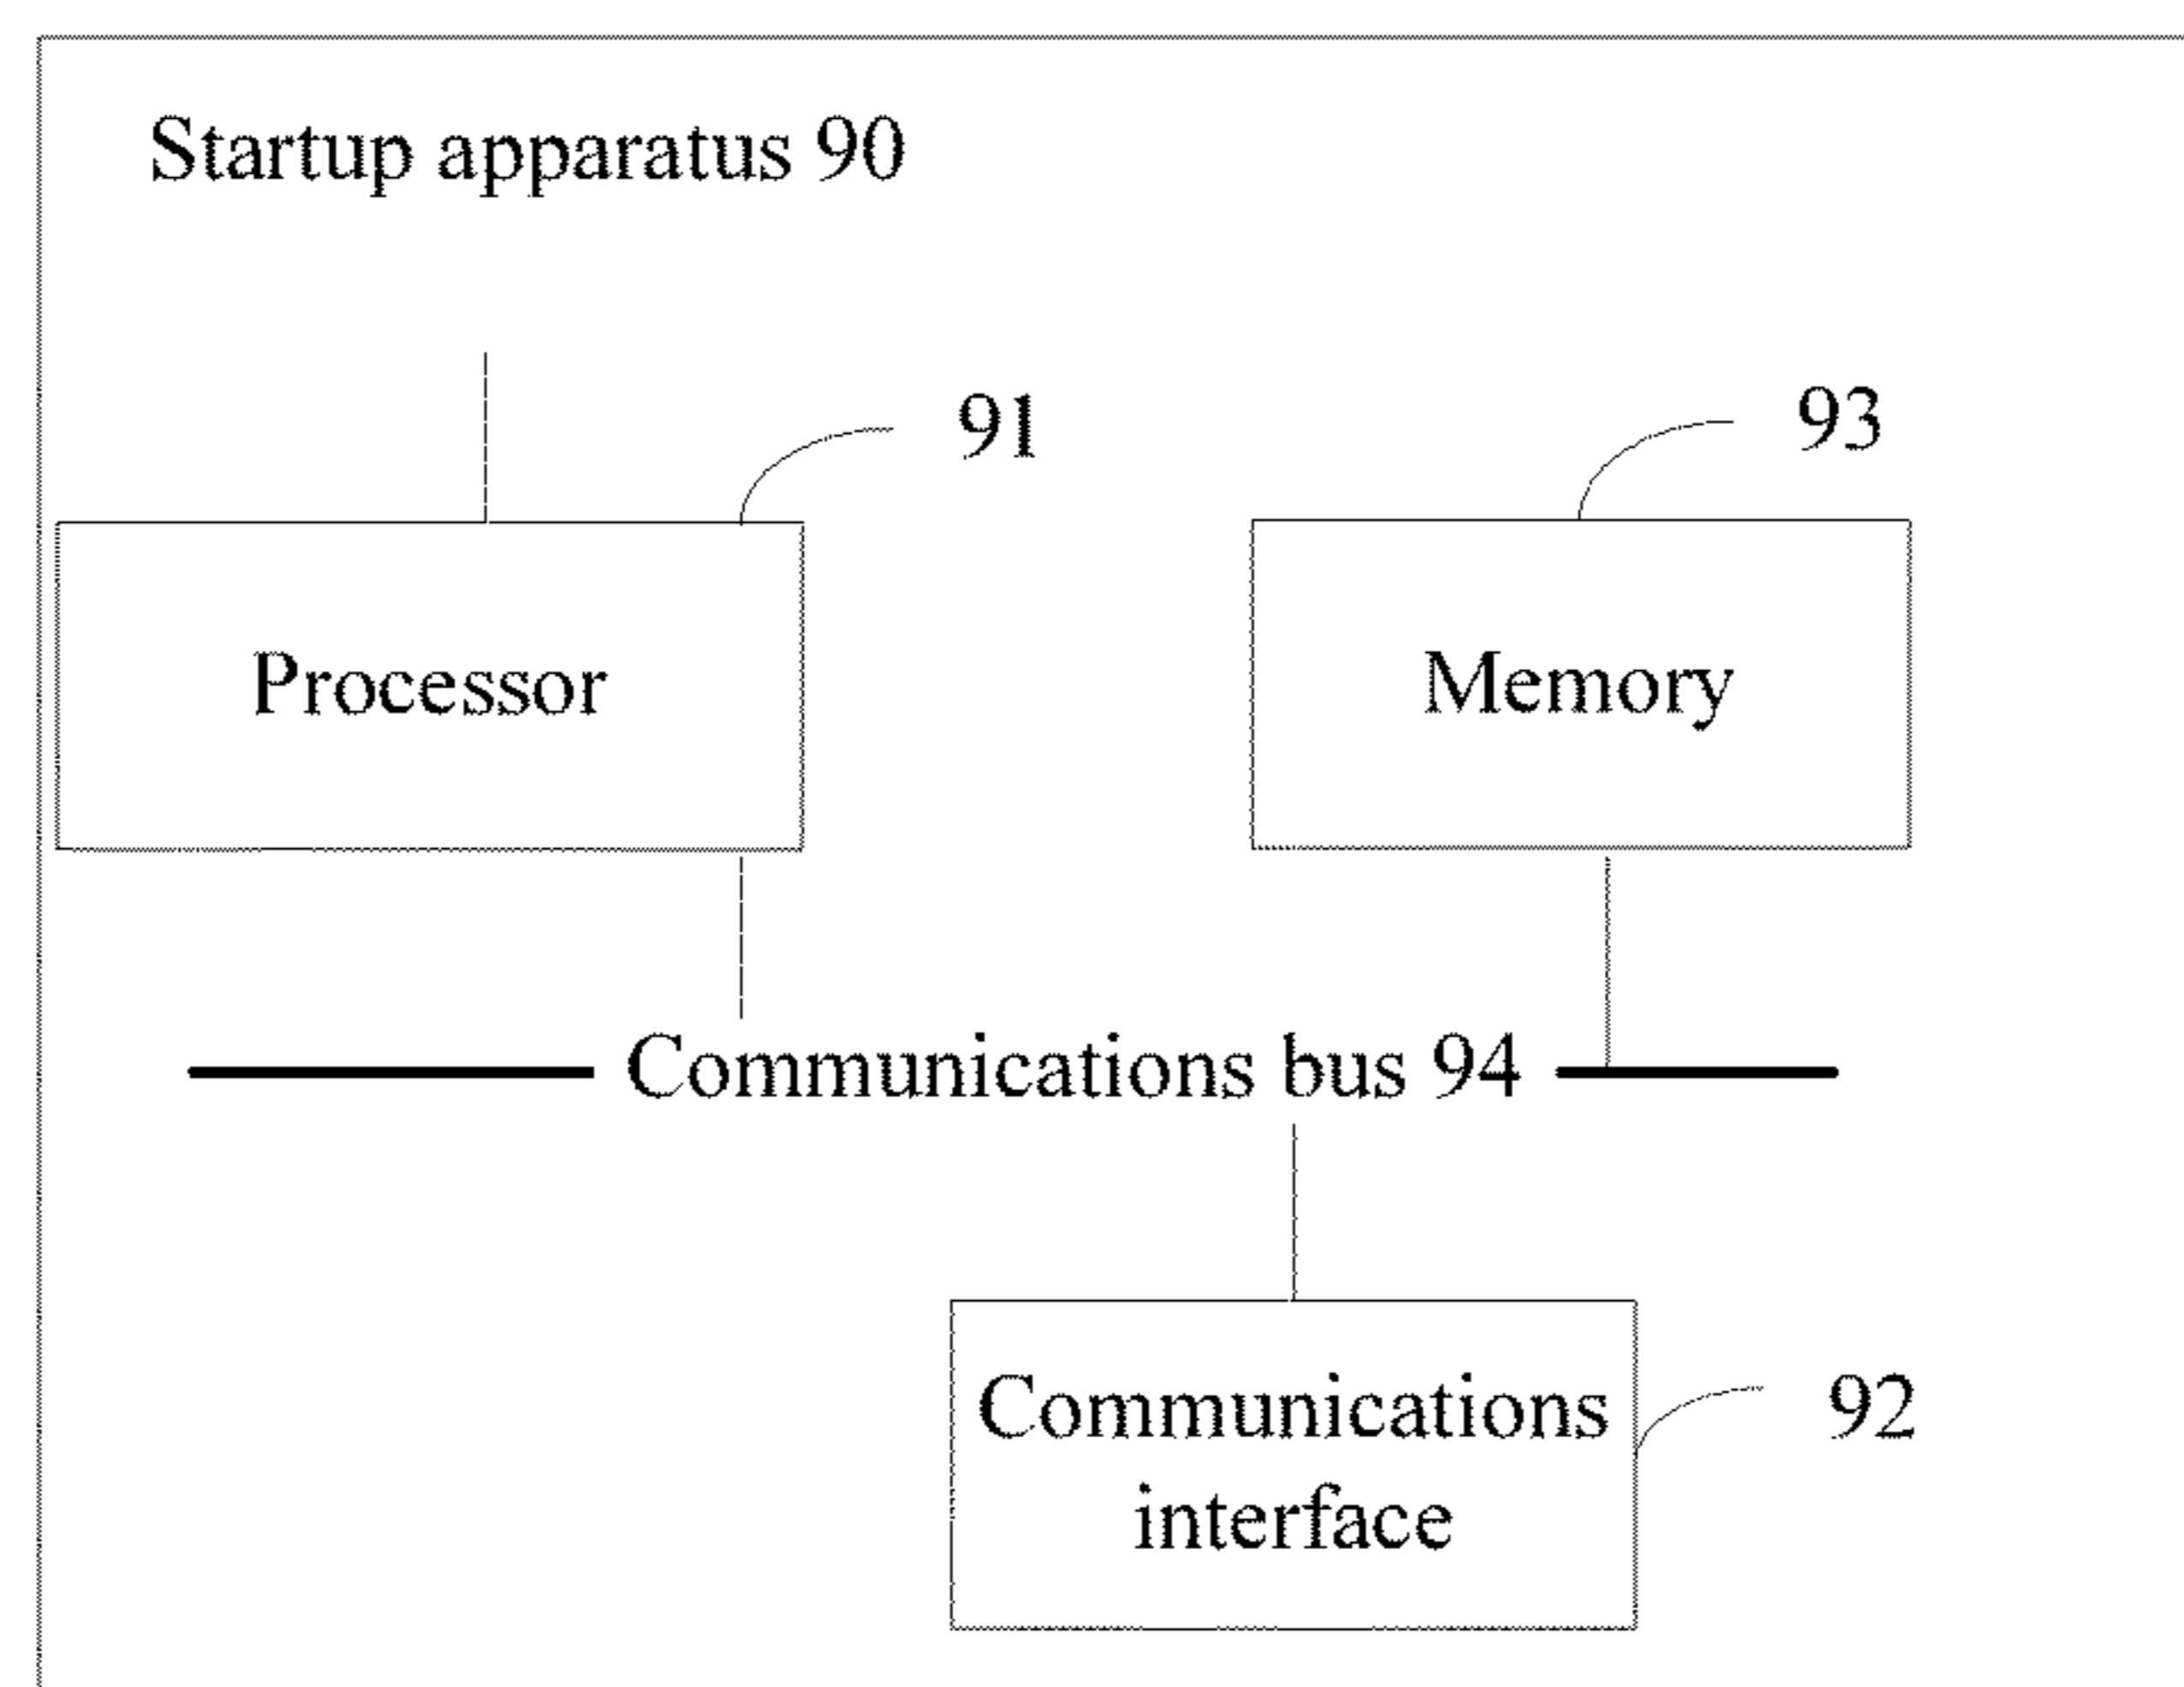 Startup apparatus 90
91
93
Processor
Memory
Communications bus 94
Communications
interface
92